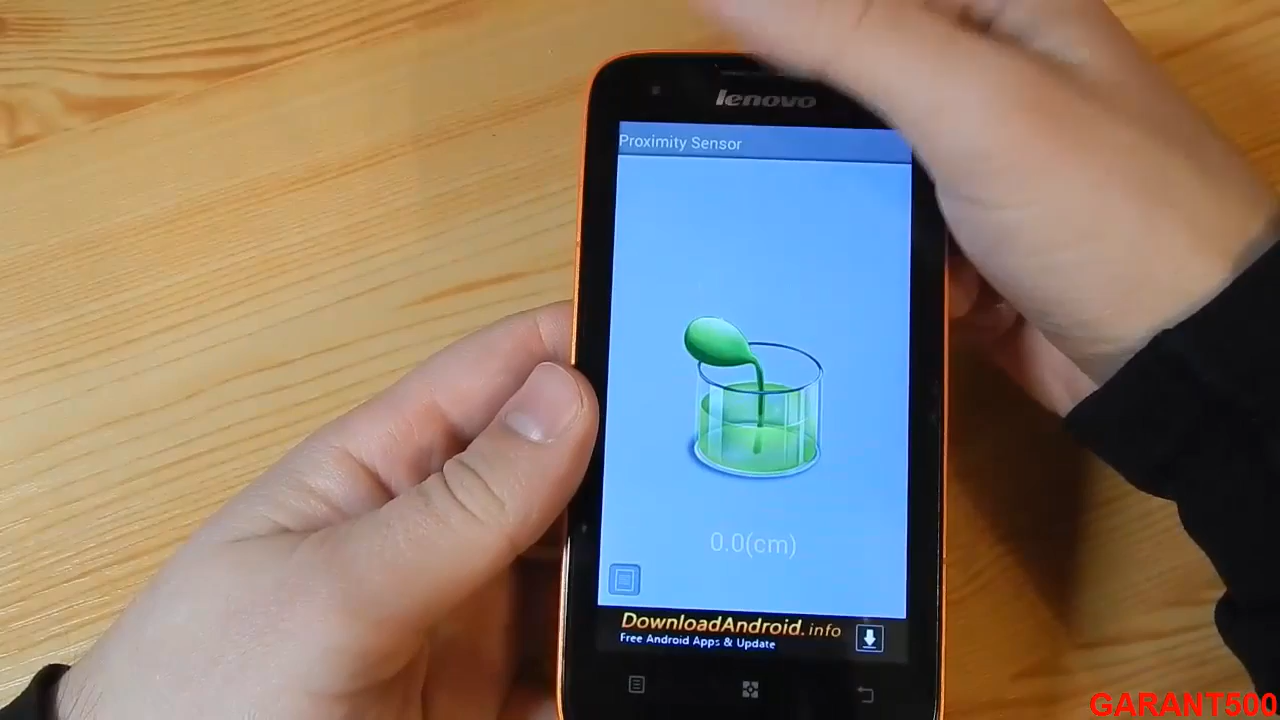 lenovo
Proximity Sensor
0.0(cm)
DownloadAndroid.info
Free Android Apps & Update
GARANT500